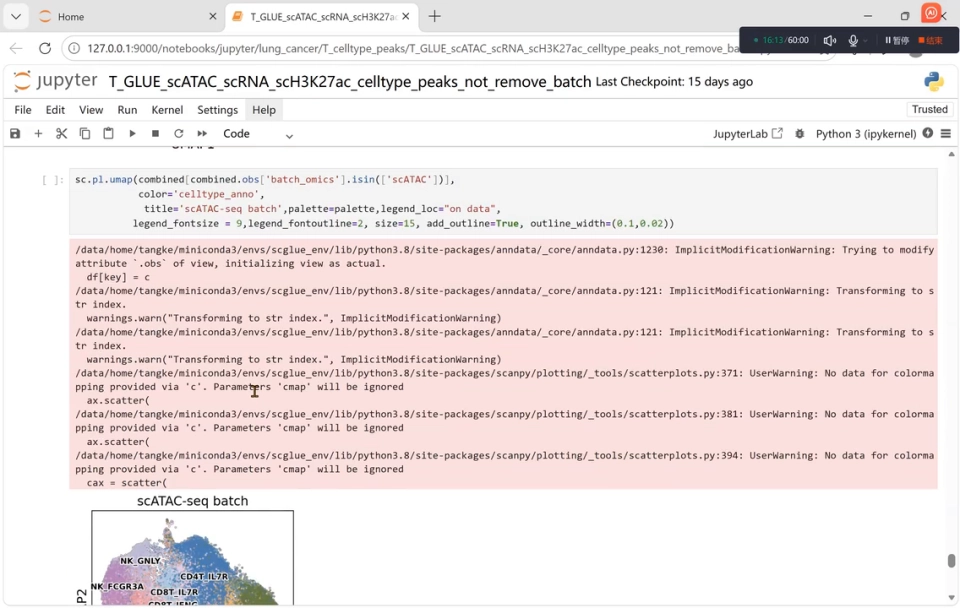 Home
T_GLUE_scATAC_scRNA_scH3K27a
127.0.0.1:9000/notebooks/jupyter/lung_cancer/T_celltype_peaks/T_GLUE_scATAC_scRNA_scH3K27ac_celltype_peaks_not_remove_ba
16:13/60:00
暂停
结束
jupyter
T_GLUE_scATAC_scRNA_scH3K27ac_celltype_peaks_not_remove_batch Last Checkpoint: 15 days ago
File Edit View Run Kernel Settings Help
Trusted
Code
JupyterLab
Python 3 (ipykernel)
[ ]:
sc.pl.umap(combined[combined.obs['batch_omics'].isin(['scATAC'])],
color='celltype_anno',
title='scATAC-seq batch',palette=palette,legend_loc="on data",
legend_fontsize = 9,legend_fontoutline=2, size=15, add_outline=True, outline_width=(0.1,0.02))
/data/home/tangke/miniconda3/envs/scglue_env/lib/python3.8/site-packages/anndata/_core/anndata.py:1230: ImplicitModificationWarning: Trying to modify
attribute `.obs` of view, initializing view as actual.
df[key] = c
/data/home/tangke/miniconda3/envs/scglue_env/lib/python3.8/site-packages/anndata/_core/anndata.py:121: ImplicitModificationWarning: Transforming to s
tr index.
warnings.warn("Transforming to str index.", ImplicitModificationWarning)
/data/home/tangke/miniconda3/envs/scglue_env/lib/python3.8/site-packages/anndata/_core/anndata.py:121: ImplicitModificationWarning: Transforming to s
tr index.
warnings.warn("Transforming to str index.", ImplicitModificationWarning)
/data/home/tangke/miniconda3/envs/scglue_env/lib/python3.8/site-packages/scanpy/plotting/_tools/scatterplots.py:371: UserWarning: No data for colorma
pping provided via 'c'. Parameters 'cmap' will be ignored
ax.scatter(
/data/home/tangke/miniconda3/envs/scglue_env/lib/python3.8/site-packages/scanpy/plotting/_tools/scatterplots.py:381: UserWarning: No data for colorma
pping provided via 'c'. Parameters 'cmap' will be ignored
ax.scatter(
/data/home/tangke/miniconda3/envs/scglue_env/lib/python3.8/site-packages/scanpy/plotting/_tools/scatterplots.py:394: UserWarning: No data for colorma
pping provided via 'c'. Parameters 'cmap' will be ignored
cax = scatter(
scATAC-seq batch
NK_GNLY
CD4T_IL7R
NK_FCGR3A
CD8T_IL7R